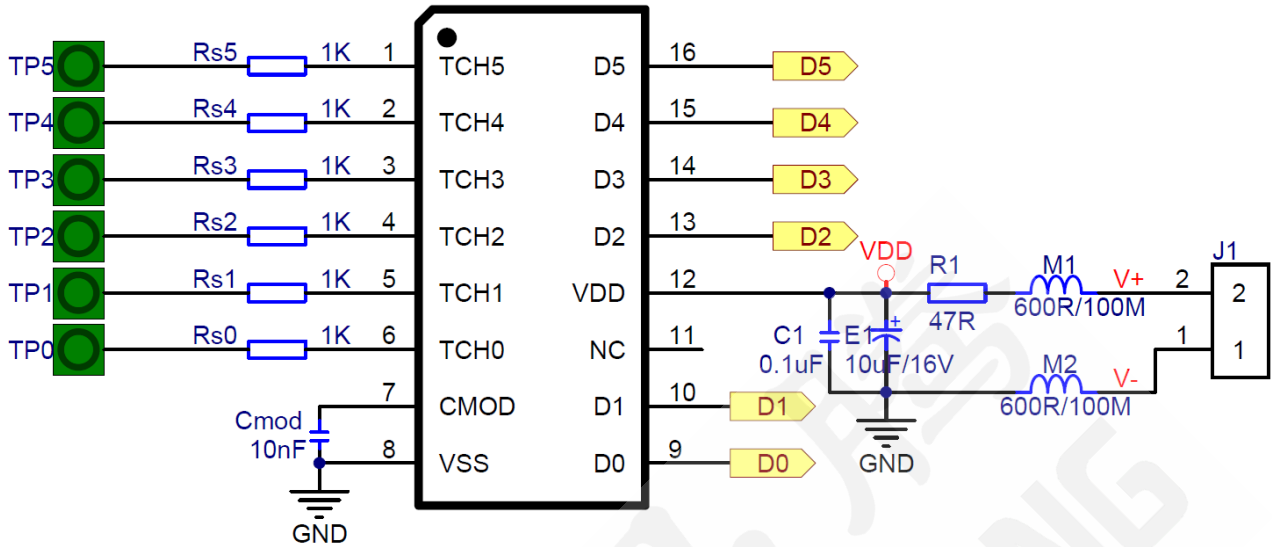 TP5 Rs5 1K 1 TCH5 D5 16 D5
TP4 Rs4 1K 2 TCH4 D4 15 D4
TP3 Rs3 1K 3 TCH3 D3 14 D3
TP2 Rs2 1K 4 TCH2 D2 13 D2
VDD R1 M1 V+ J1
TP1 Rs1 1K 5 TCH1 VDD 12 2 2
47R 600R/100M
TP0 Rs0 1K 6 TCH0 NC 11 C1 E1 + 1 1
0.1uF 10uF/16V
M2 V-
7 CMOD D1 10 D1 600R/100M
Cmod
10nF 8 VSS D0 9 D0 GND
GND
腾
NG